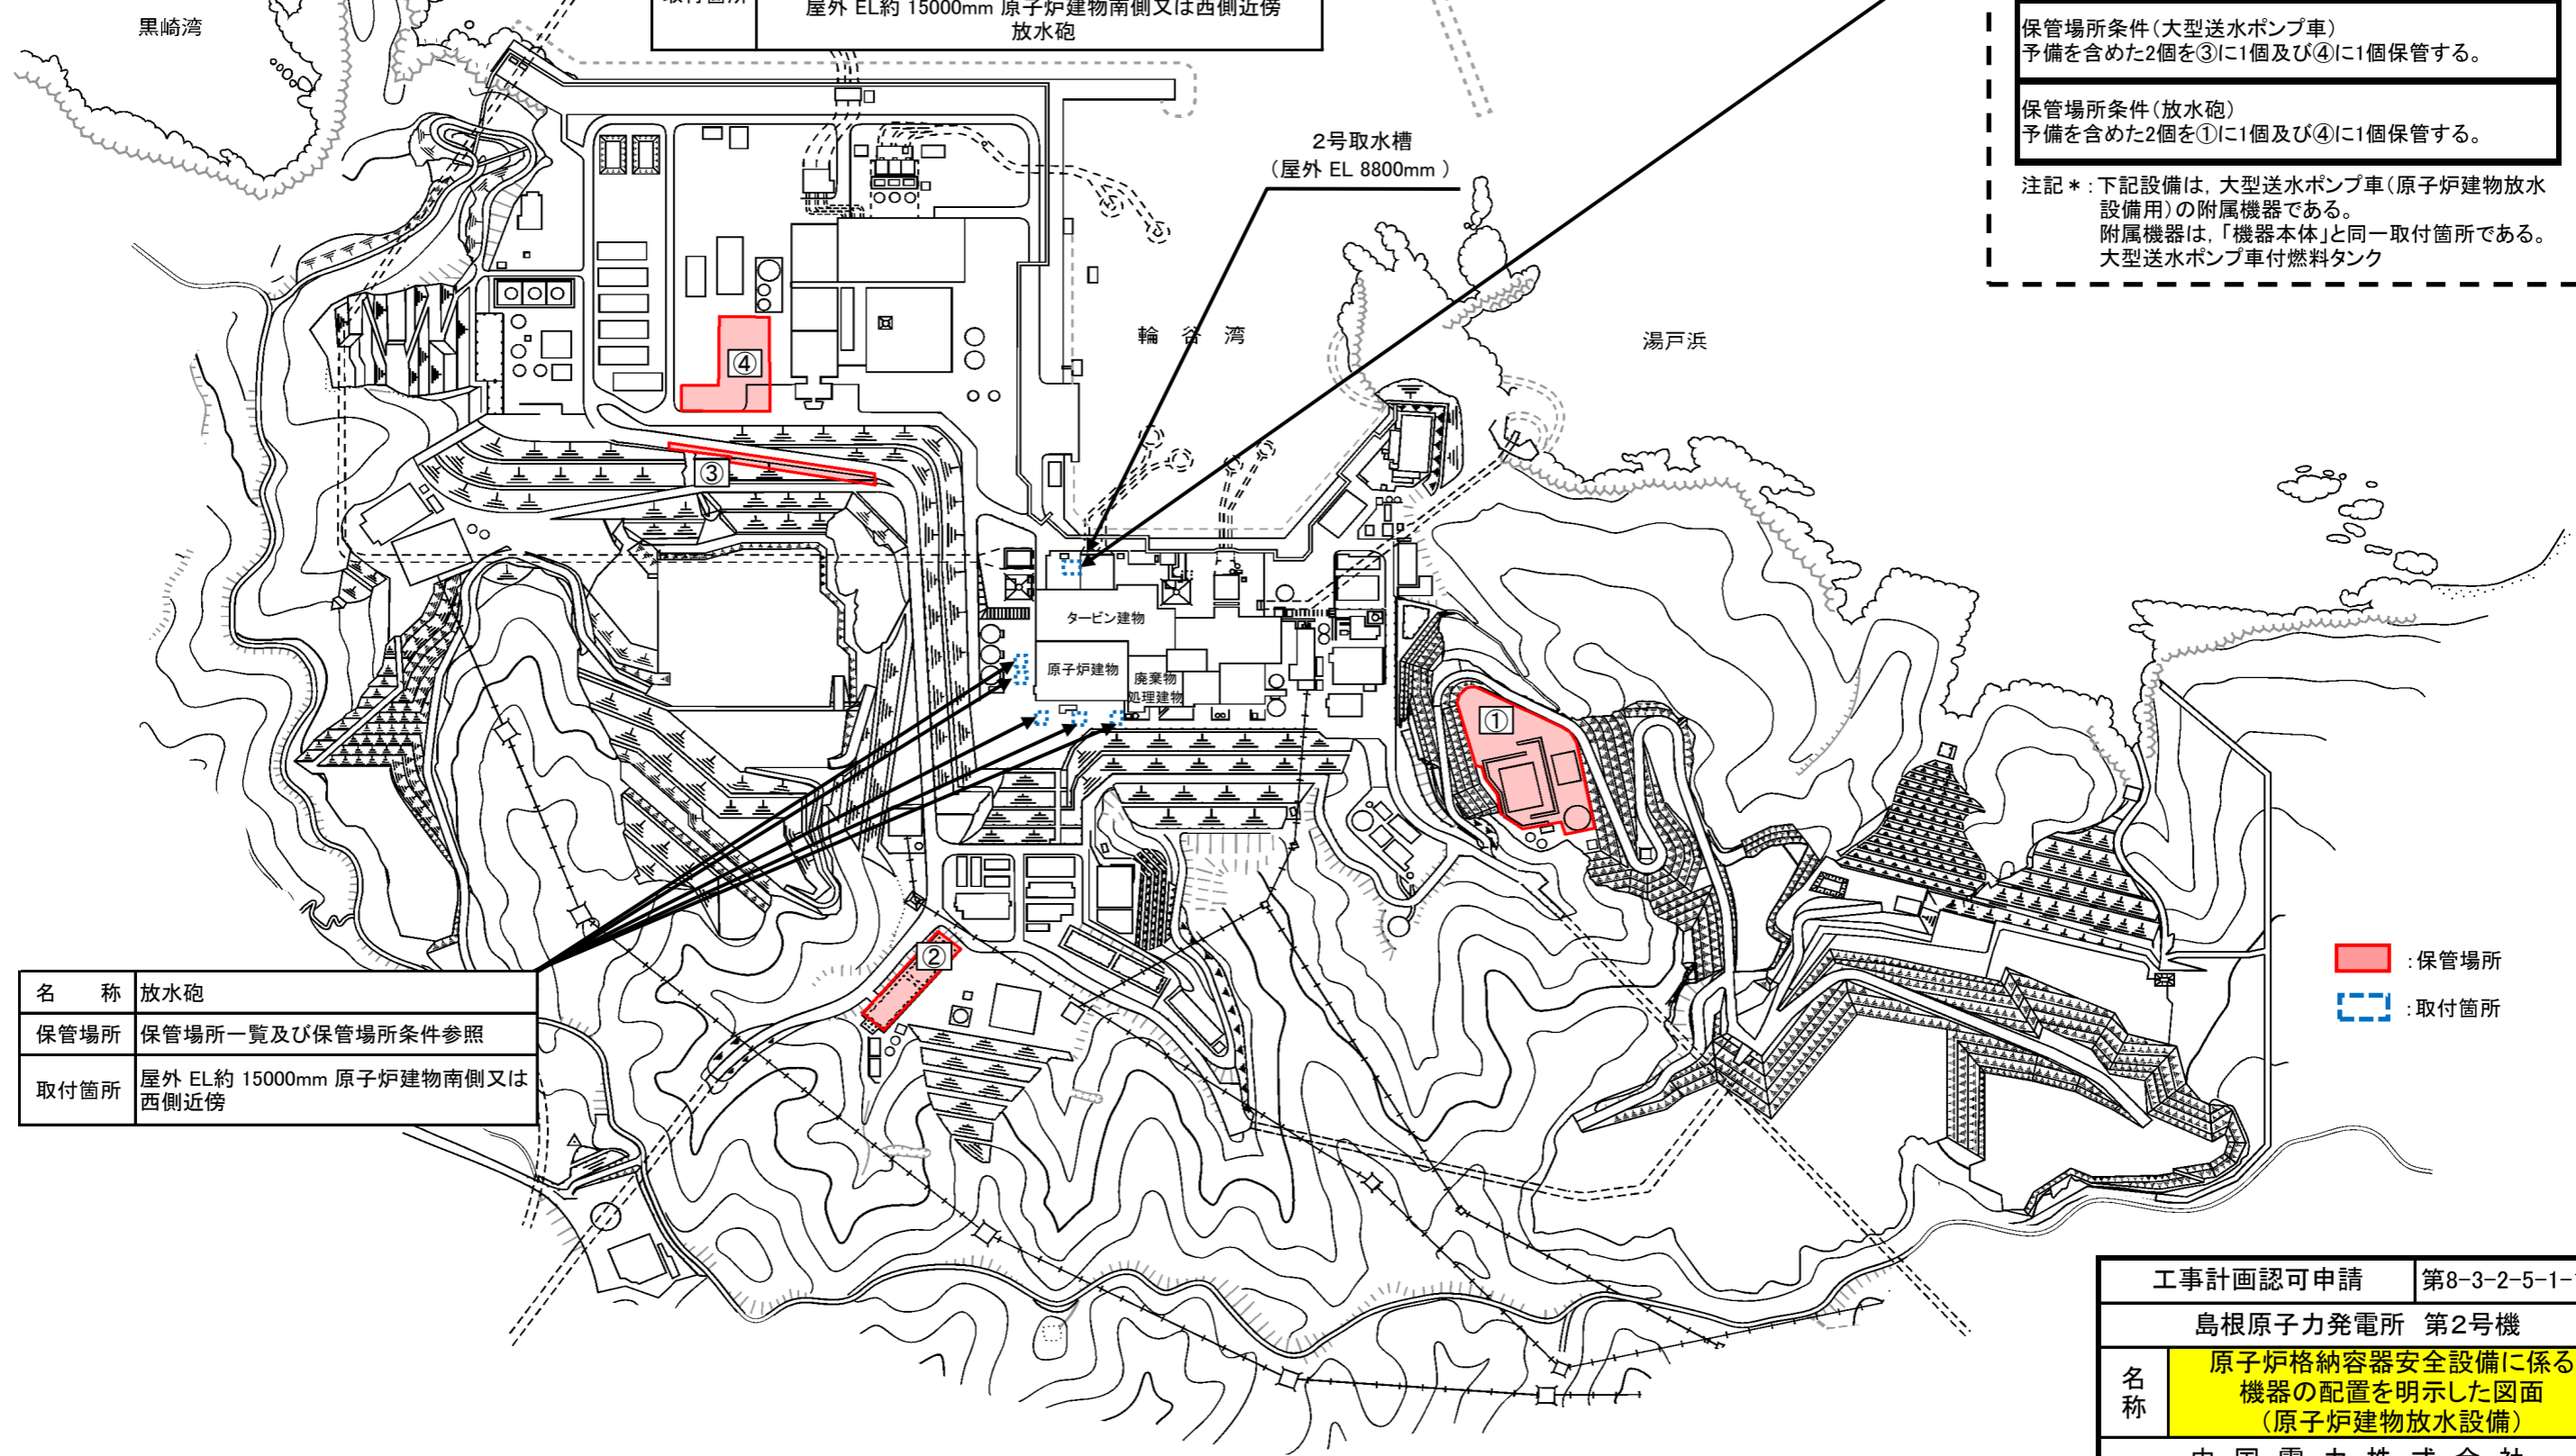 黒崎湾
屋外 EL約 15000mm 原子炉建物南側又は西側近傍
放水砲
保管場所条件(大型送水ポンプ車)
予備を含めた2個を③に1個及び④に1個保管する。
保管場所条件(放水砲)
予備を含めた2個を①に1個及び④に1個保管する。
注記＊：下記設備は，大型送水ポンプ車(原子炉建物放水
設備用)の附属機器である。
附属機器は，「機器本体」と同一取付箇所である。
大型送水ポンプ車付燃料タンク
2号取水槽
(屋外 EL 8800mm )
輪谷湾
湯戸浜
④
③
タービン建物
原子炉建物
廃棄物
処理建物
①
②
名　称 放水砲
保管場所 保管場所一覧及び保管場所条件参照
取付箇所 屋外 EL約 15000mm 原子炉建物南側又は
西側近傍
：保管場所
：取付箇所
工事計画認可申請 第8-3-2-5-1-
島根原子力発電所 第2号機
名称 原子炉格納容器安全設備に係る
機器の配置を明示した図面
(原子炉建物放水設備)